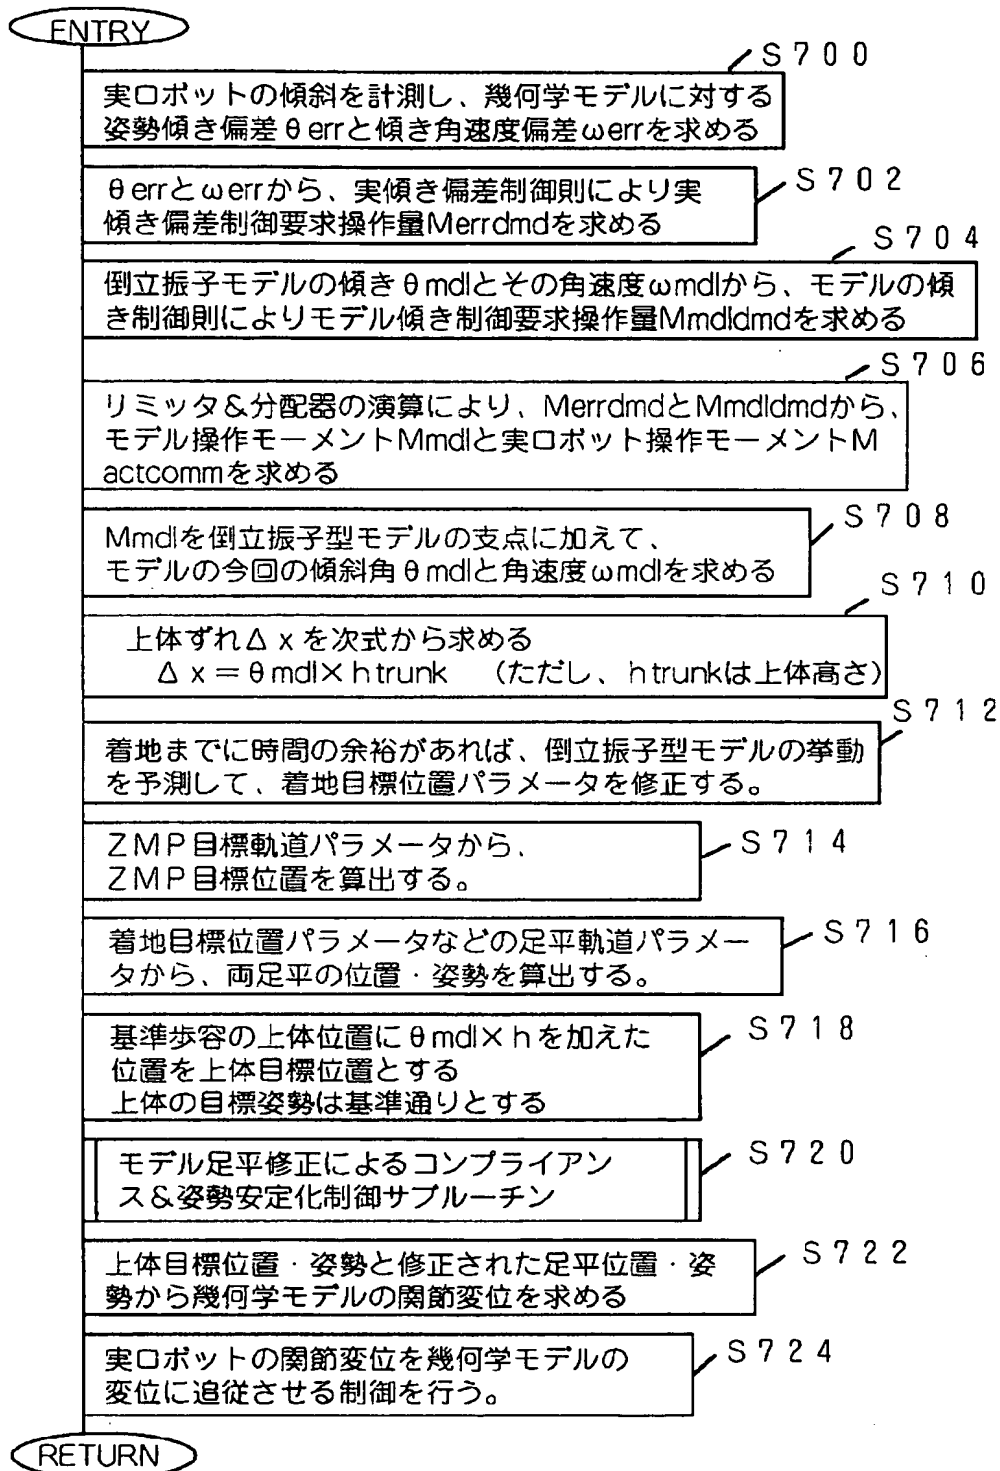 ENTRY
S700
実ロボットの傾斜を計測し、幾何学モデルに対する
姿勢傾き偏差θerrと傾き角速度偏差ωerrを求める
S702
θerrとωerrから、実傾き偏差制御則により実
傾き偏差制御要求操作量Merrdmdを求める
S704
倒立振子モデルの傾きθmdlとその角速度ωmdlから、モデルの傾
き制御則によりモデル傾き制御要求操作量Mmdldmdを求める
S706
リミッタ&分配器の演算により、MerrdmdとMmdldmdから、
モデル操作モーメントMmdlと実ロボット操作モーメントM
actcommを求める
S708
Mmdlを倒立振子型モデルの支点に加えて、
モデルの今回の傾斜角θmdlと角速度ωmdlを求める
S710
上体ずれΔxを次式から求める
Δx=θmdl×htrunk (ただし、htrunkは上体高さ)
S712
着地までに時間の余裕があれば、倒立振子型モデルの挙動
を予測して、着地目標位置パラメータを修正する。
S714
ZMP目標軌道パラメータから、
ZMP目標位置を算出する。
S716
着地目標位置パラメータなどの足平軌道パラメー
タから、両足平の位置・姿勢を算出する。
S718
基準歩容の上体位置にθmdl×hを加えた
位置を上体目標位置とする
上体の目標姿勢は基準通りとする
S720
モデル足平修正によるコンプライアン
ス&姿勢安定化制御サブルーチン
S722
上体目標位置・姿勢と修正された足平位置・姿
勢から幾何学モデルの関節変位を求める
S724
実ロボットの関節変位を幾何学モデルの
変位に追従させる制御を行う。
RETURN